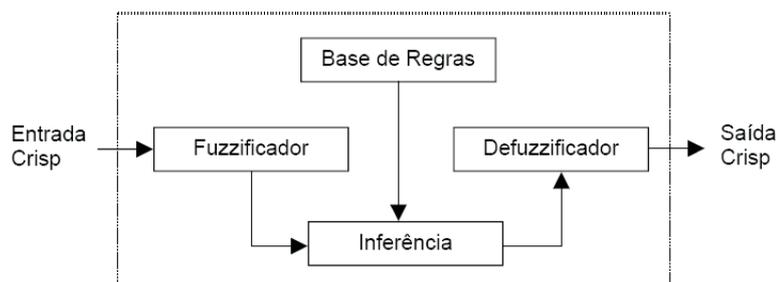 Base de Regras
Entrada
Crisp
Fuzzificador
Defuzzificador
Saída
Crisp
Inferência